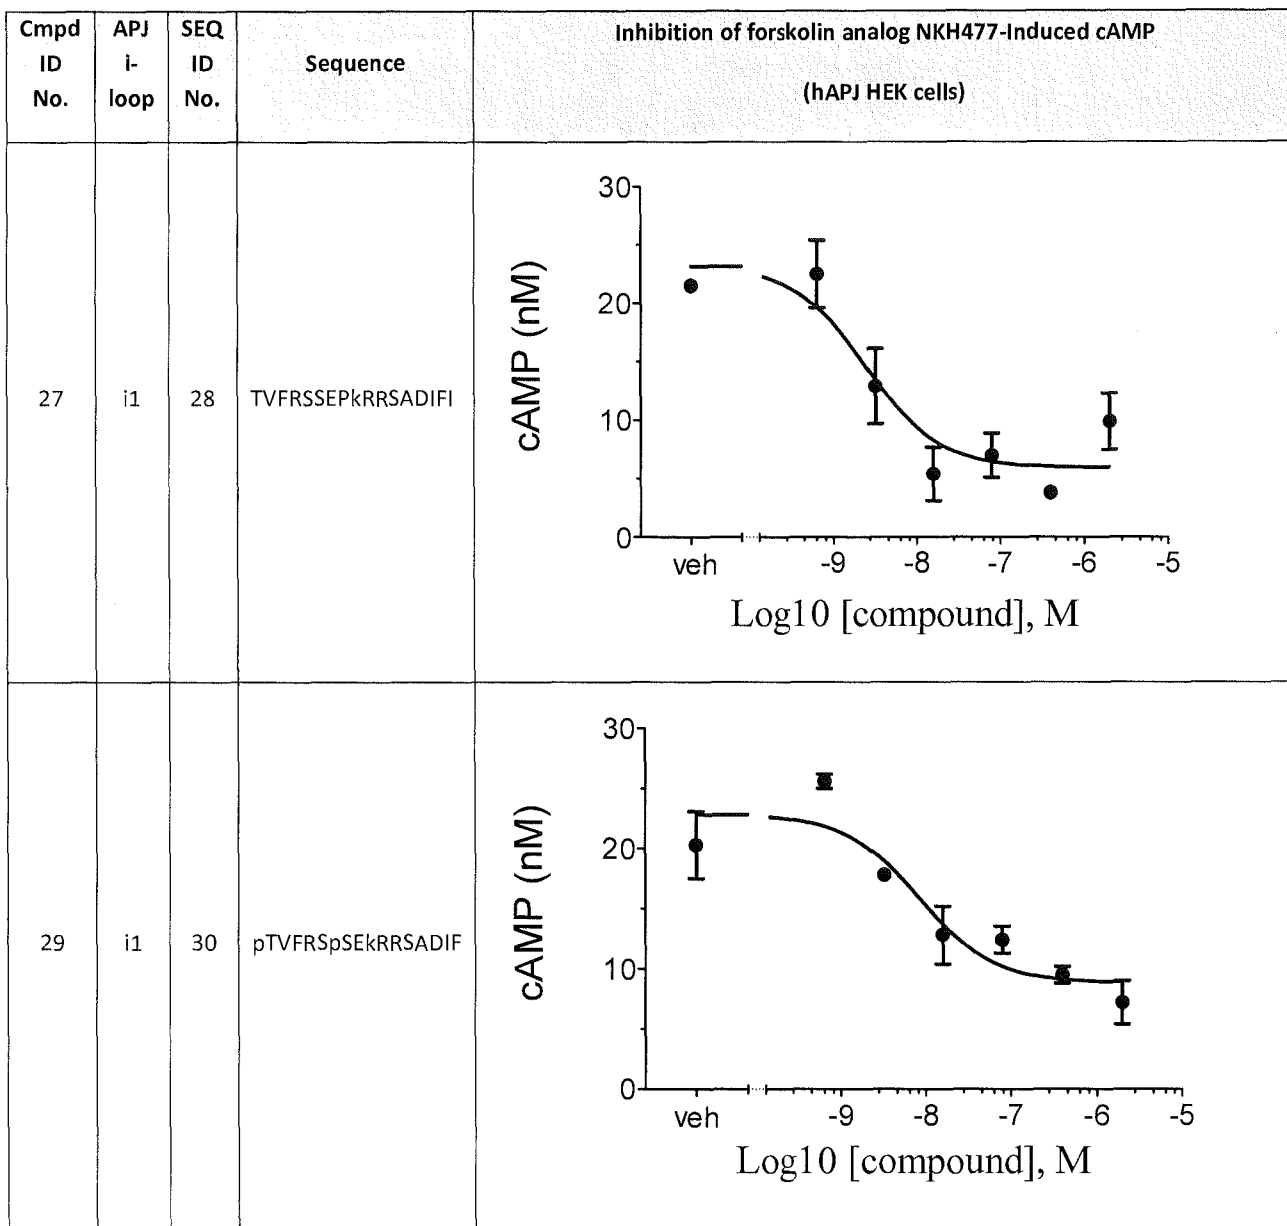 Cmpd ID No.
APJ i- loop
SEQ ID No.
Sequence
Inhibition of forskolin analog NKH477-Induced cAMP
(hAPJ HEK cells)
27
i1
28
TVFRSSEPkRRSADIFI
cAMP (nM)
30
20
10
0
veh
-9
-8
-7
-6
-5
Log10 [compound], M
29
i1
30
pTVFRSpSEkRRSADIF
cAMP (nM)
30
20
10
0
veh
-9
-8
-7
-6
-5
Log10 [compound], M